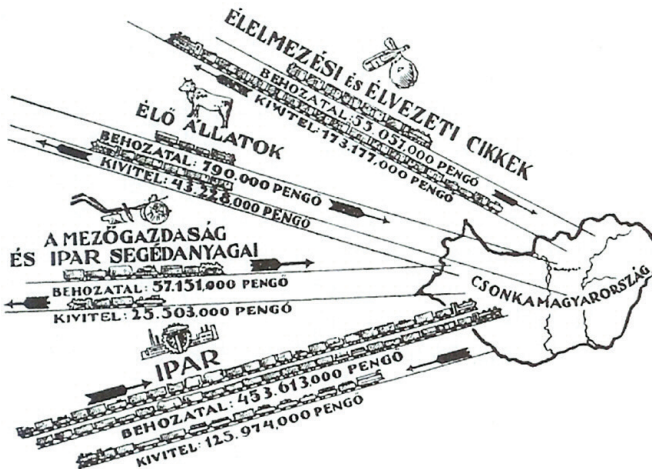 ÉLELMEZÉSI és ÉLVEZETI CIKKEK
BEHOZATAL: 53.051.000 PENGŐ
KIVITEL: 173.177.000 PENGŐ
ÉLŐ ÁLLATOK
BEHOZATAL: 790.000 PENGŐ
KIVITEL: 43.228.000 PENGŐ
A MEZŐGAZDASÁG
ÉS IPAR SEGÉDANYAGAI
BEHOZATAL: 57.151,000 PENGŐ
KIVITEL: 25.503.000 PENGŐ
IPAR
BEHOZATAL: 453.613.000 PENGŐ
KIVITEL: 125.974,000 PENGŐ
CSONKAMAGYARORSZÁG